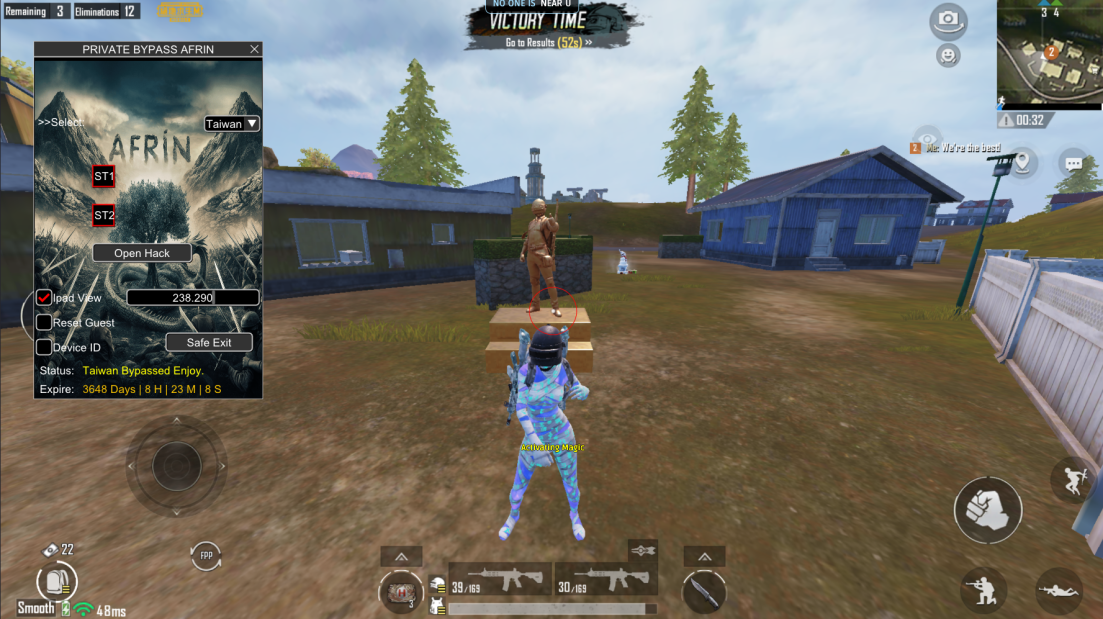 Remaining 3 Eliminations 12
NO ONE IS NEAR U
VICTORY TIME
Go to Results (52s) »
3 4
2
00:32
2 Me: We're the best!
PRIVATE BYPASS AFRIN
>>Select:
Taiwan
AFRÎN
ST1
ST2
Open Hack
Ipad View
238.290
Reset Guest
Device ID
Safe Exit
Status: Taiwan Bypassed Enjoy.
Expire: 3648 Days | 8 H | 23 M | 8 S
Activating Magic
22
FPP
3
39/169
30/169
Smooth
48ms